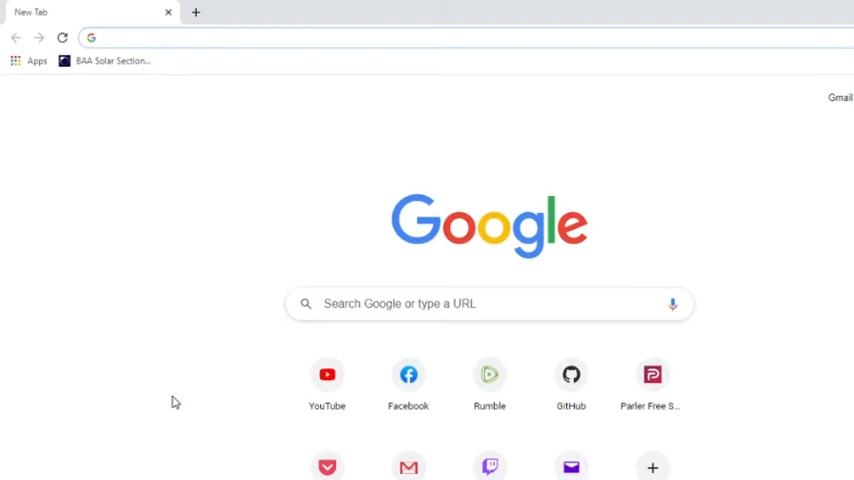 New Tab
Apps BAA Solar Section...
Gmail
Google
Search Google or type a URL
YouTube Facebook Rumble GitHub Parler Free S...